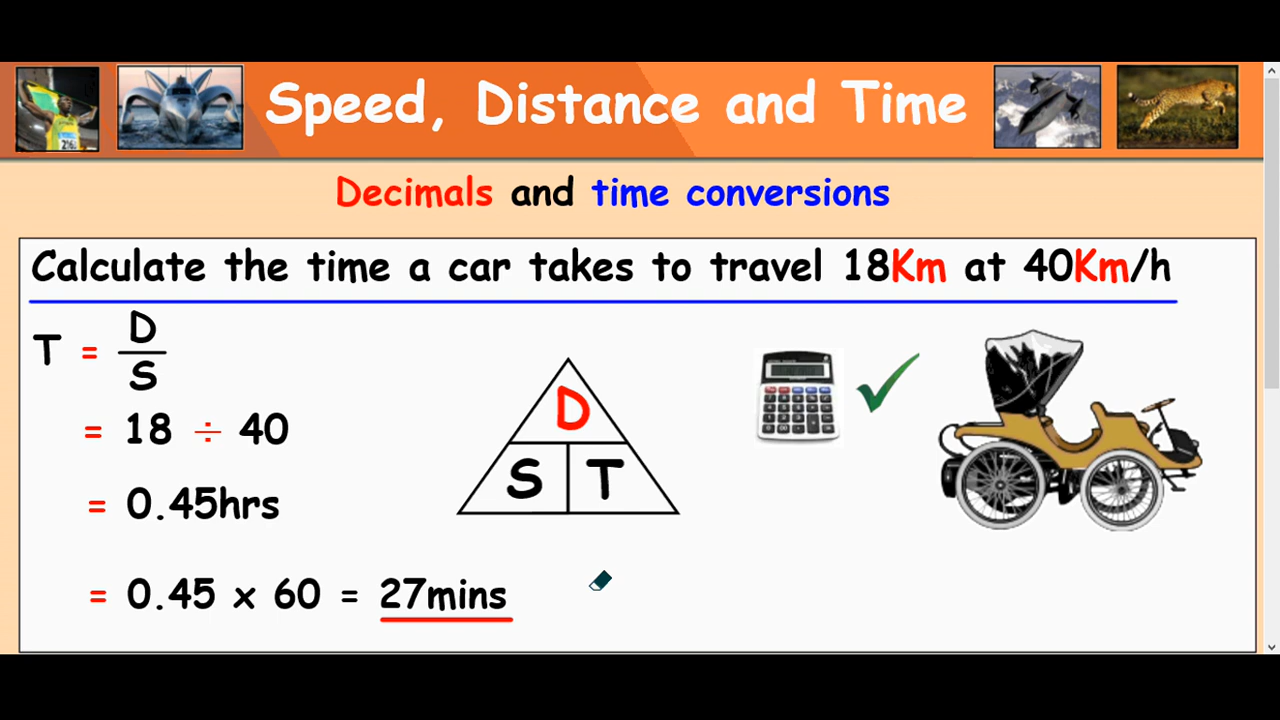 Speed, Distance and Time
Decimals and time conversions
Calculate the time a car takes to travel 18Km at 40Km/h
T = D
S
= 18 ÷ 40
= 0.45hrs
= 0.45 x 60 = 27mins
D
S T